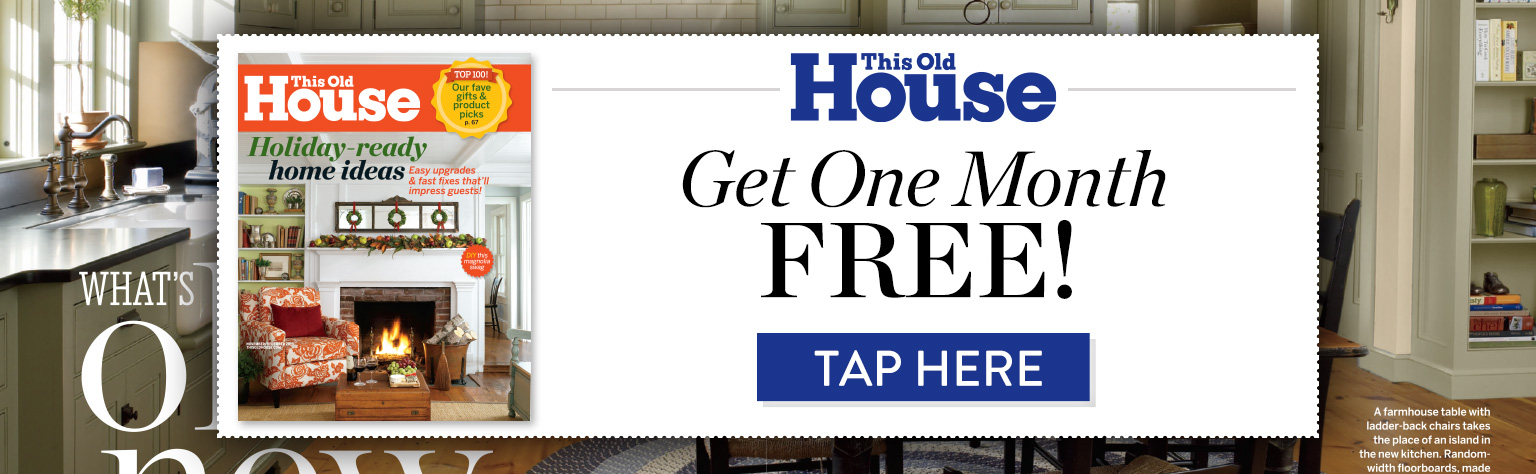 This Old
House
TOP 100!
Our fave
gifts &
product
picks
p. 67
Holiday-ready
home ideas
Easy upgrades
& fast fixes that'll
impress guests!
DIY this
magnolia
swag
This Old
House
Get One Month
FREE!
TAP HERE
WHAT'S
now
A farmhouse table with
ladder-back chairs takes
the place of an island in
the new kitchen. Random-
width floorboards, made